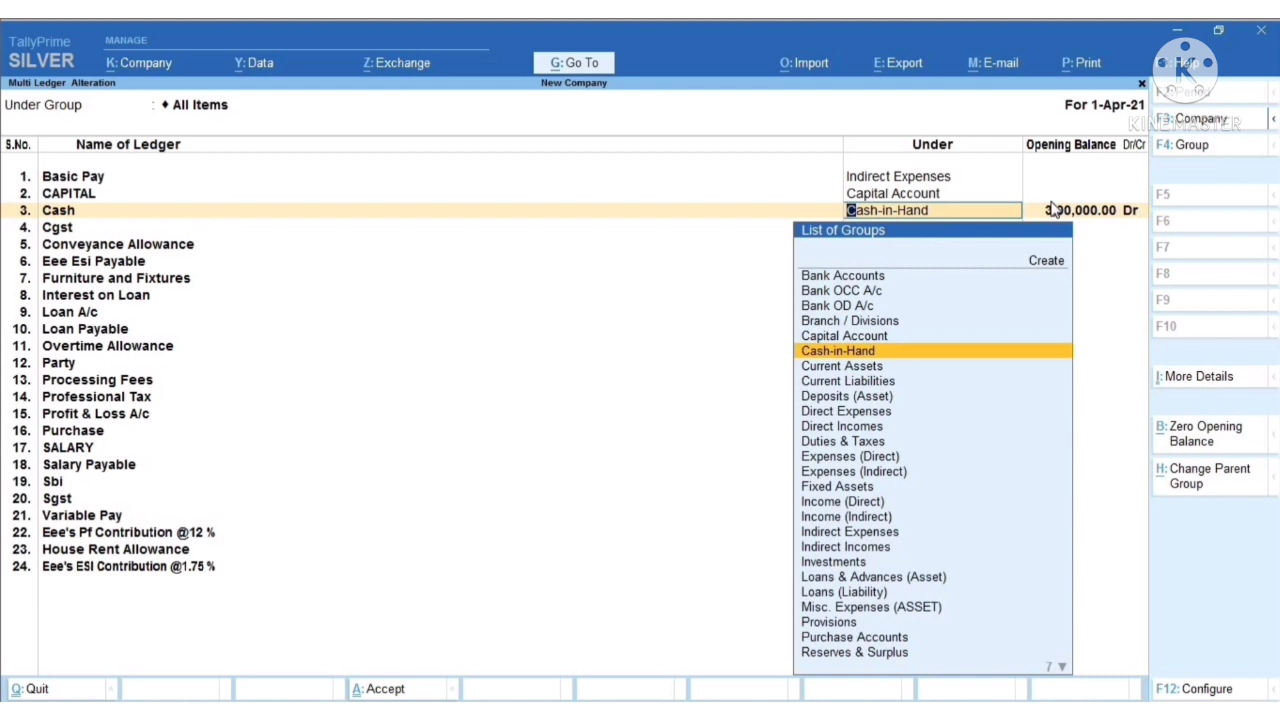 TallyPrime
SILVER
MANAGE
K: Company Y: Data Z: Exchange G: Go To O: Import E: Export M: E-mail P: Print Help
Multi Ledger Alteration New Company
Under Group : ♦ All Items For 1-Apr-21
S.No. Name of Ledger Under Opening Balance Dr/Cr
1. Basic Pay Indirect Expenses
2. CAPITAL Capital Account
3. Cash Cash-in-Hand 00,000.00 Dr
4. Cgst
5. Conveyance Allowance
6. Eee Esi Payable
7. Furniture and Fixtures
8. Interest on Loan
9. Loan A/c
10. Loan Payable
11. Overtime Allowance
12. Party
13. Processing Fees
14. Professional Tax
15. Profit & Loss A/c
16. Purchase
17. SALARY
18. Salary Payable
19. Sbi
20. Sgst
21. Variable Pay
22. Eee's Pf Contribution @12 %
23. House Rent Allowance
24. Eee's ESI Contribution @1.75 %
List of Groups
Create
Bank Accounts
Bank OCC A/c
Bank OD A/c
Branch / Divisions
Capital Account
Cash-in-Hand
Current Assets
Current Liabilities
Deposits (Asset)
Direct Expenses
Direct Incomes
Duties & Taxes
Expenses (Direct)
Expenses (Indirect)
Fixed Assets
Income (Direct)
Income (Indirect)
Indirect Expenses
Indirect Incomes
Investments
Loans & Advances (Asset)
Loans (Liability)
Misc. Expenses (ASSET)
Provisions
Purchase Accounts
Reserves & Surplus
7 ▼
K
KINEMASTER
F2: Period
F3: Company
F4: Group
F5
F6
F7
F8
F9
F10
I: More Details
B: Zero Opening
Balance
H: Change Parent
Group
Q: Quit A: Accept F12: Configure